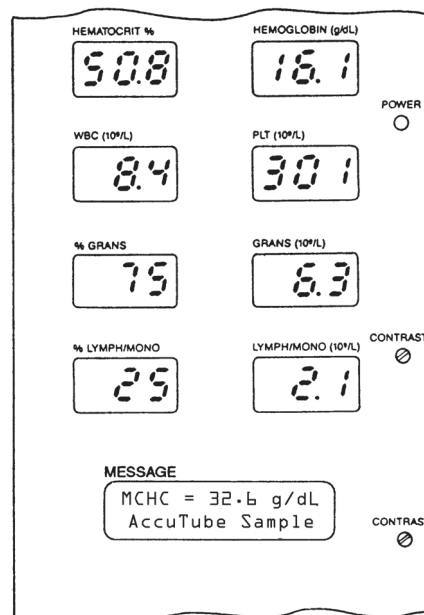 HEMATOCRIT %
HEMOGLOBIN (g/dL)
50.8
16.1
POWER
WBC (10⁹/L)
PLT (10⁹/L)
8.4
301
% GRANS
GRANS (10⁹/L)
75
6.3
% LYMPH/MONO
LYMPH/MONO (10⁹/L)
CONTRAST
25
2.1
MESSAGE
MCHC = 32.6 g/dL
AccuTube Sample
CONTRAS